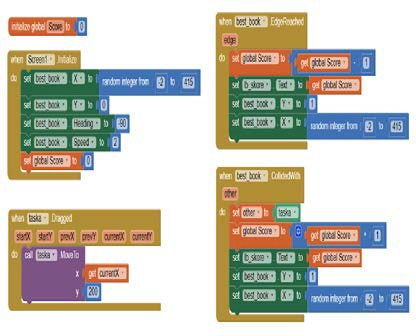 initialize global Score to 0
when Screen1 .Initialize
do set best_book . X to random integer from -2 to 415
set best_book . Y to 0
set best_book . Heading to -90
set best_book . Speed to 2
set global Score to 0
when taska .Dragged
startX startY prevX prevY currentX currentY
do call taska .MoveTo
x get currentX
y 200
when best_book .EdgeReached
edge
do set global Score to get global Score - 1
set lb_skore . Text to get global Score
set best_book . Y to 1
set best_book . X to random integer from -2 to 415
when best_book .CollidedWith
other
do set other to taska
set global Score to get global Score + 1
set lb_skore . Text to get global Score
set best_book . Y to 1
set best_book . X to random integer from -2 to 415